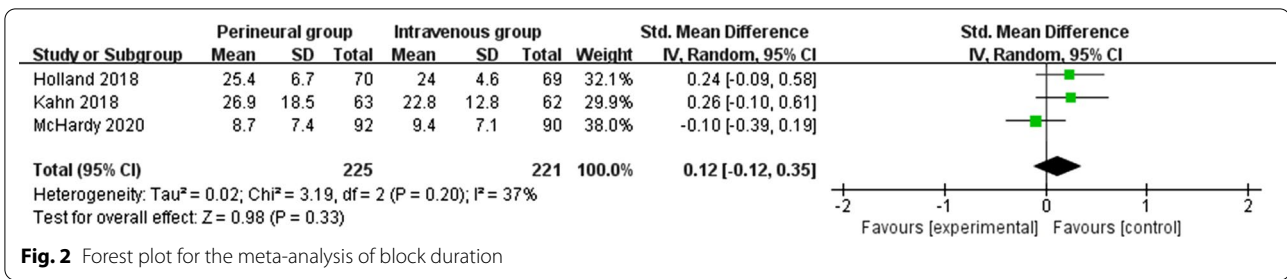 Perineural group Intravenous group Std. Mean Difference Std. Mean Difference
Study or Subgroup Mean SD Total Mean SD Total Weight IV, Random, 95% CI IV, Random, 95% CI
Holland 2018 25.4 6.7 70 24 4.6 69 32.1% 0.24 [-0.09, 0.58]
Kahn 2018 26.9 18.5 63 22.8 12.8 62 29.9% 0.26 [-0.10, 0.61]
McHardy 2020 8.7 7.4 92 9.4 7.1 90 38.0% -0.10 [-0.39, 0.19]
Total (95% CI) 225 221 100.0% 0.12 [-0.12, 0.35]
Heterogeneity: Tau² = 0.02; Chi² = 3.19, df = 2 (P = 0.20); I² = 37%
Test for overall effect: Z = 0.98 (P = 0.33)
-2 -1 0 1 2
Favours [experimental] Favours [control]
Fig. 2 Forest plot for the meta-analysis of block duration